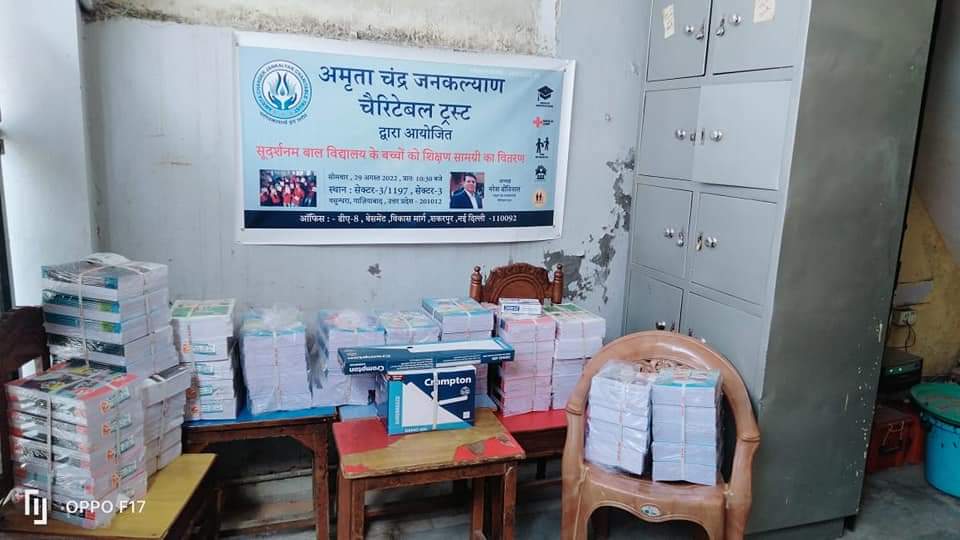 अमृता चंद्र जनकल्याण
चैरिटेबल ट्रस्ट
द्वारा आयोजित
सूदर्शनम बाल विद्यालय के बच्चों को शिक्षण सामग्री का वितरण
सोमवार , 29 अगस्त 2022 , प्रातः 10:30 बजे
स्थान : सेक्टर-3/1197 , सेक्टर-3
वसुन्धरा, गाजियाबाद , उत्तर प्रदेश - 201012
ऑफिस : - डीए-8 , बेसमेंट ,विकास मार्ग ,शकरपुर, नई दिल्ली -110092
Crompton
Crompton
OPPO F17